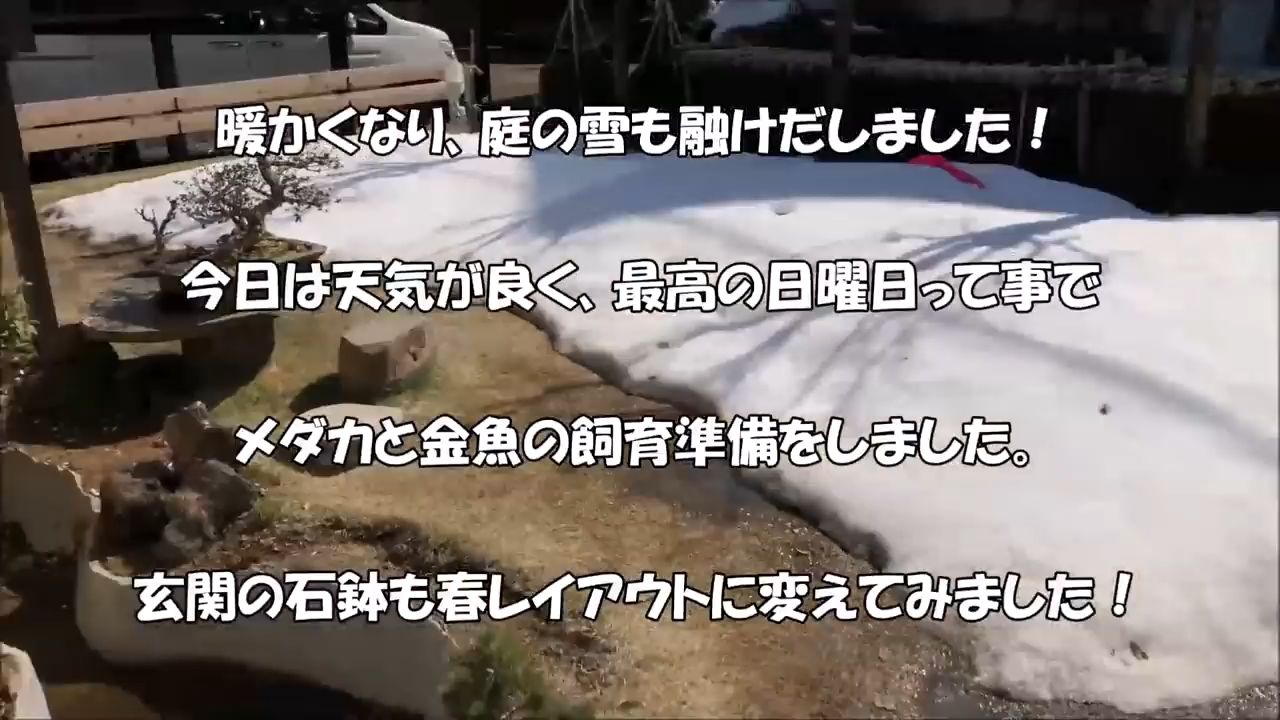 暖かくなり、庭の雪も融けだしました！
今日は天気が良く、最高の日曜日って事で
メダカと金魚の飼育準備をしました。
玄関の石鉢も春レイアウトに変えてみました！